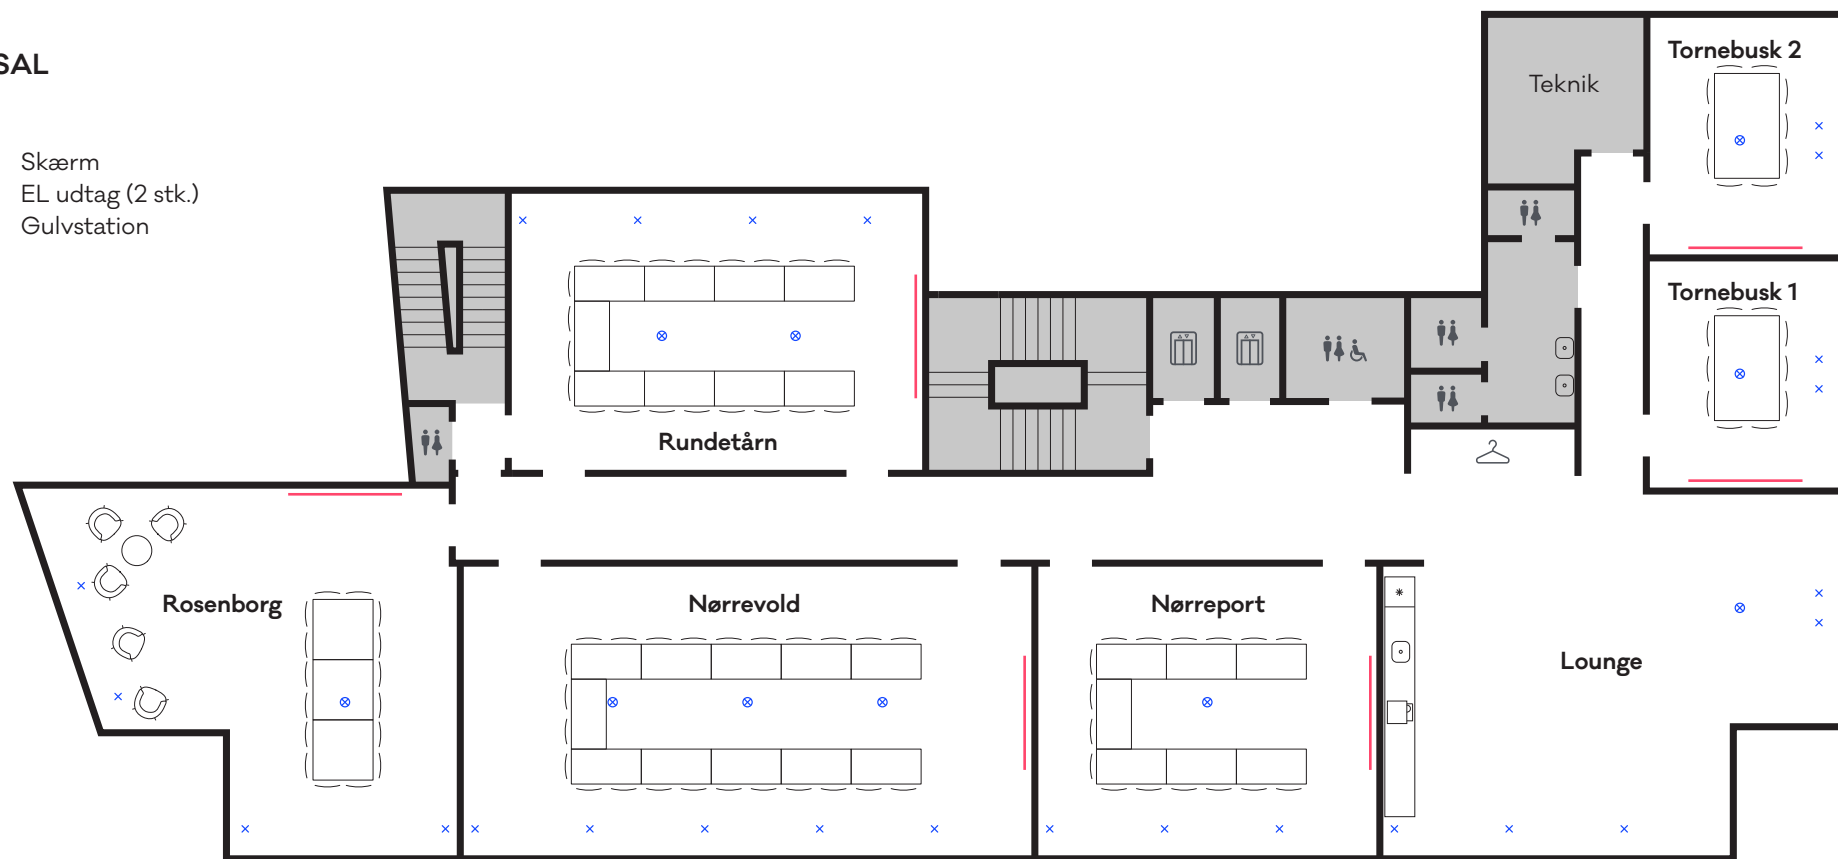 SAL
Skærm
EL udtag (2 stk.)
Gulvstation
Teknik
Tornebusk 2
Tornebusk 1
Rundetårn
Rosenborg
Nørrevold
Nørreport
Lounge